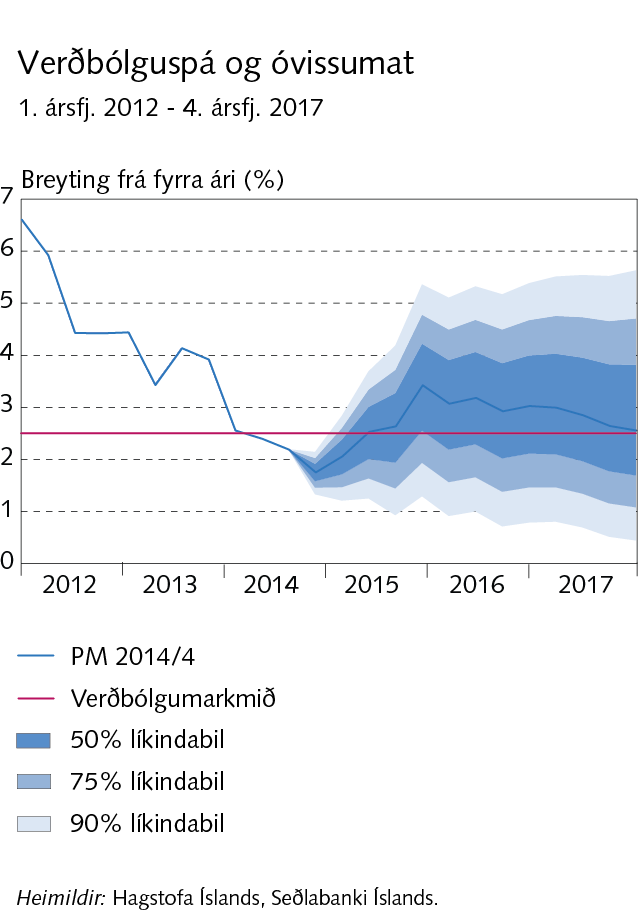 Verðbólguspá og óvissumat
1. ársfj. 2012 - 4. ársfj. 2017
Breyting frá fyrra ári (%)
7
6
5
4
3
2
1
0
2012 2013 2014 2015 2016 2017
PM 2014/4
Verðbólgumarkmið
50% líkindabil
75% líkindabil
90% líkindabil
Heimildir: Hagstofa Íslands, Seðlabanki Íslands.